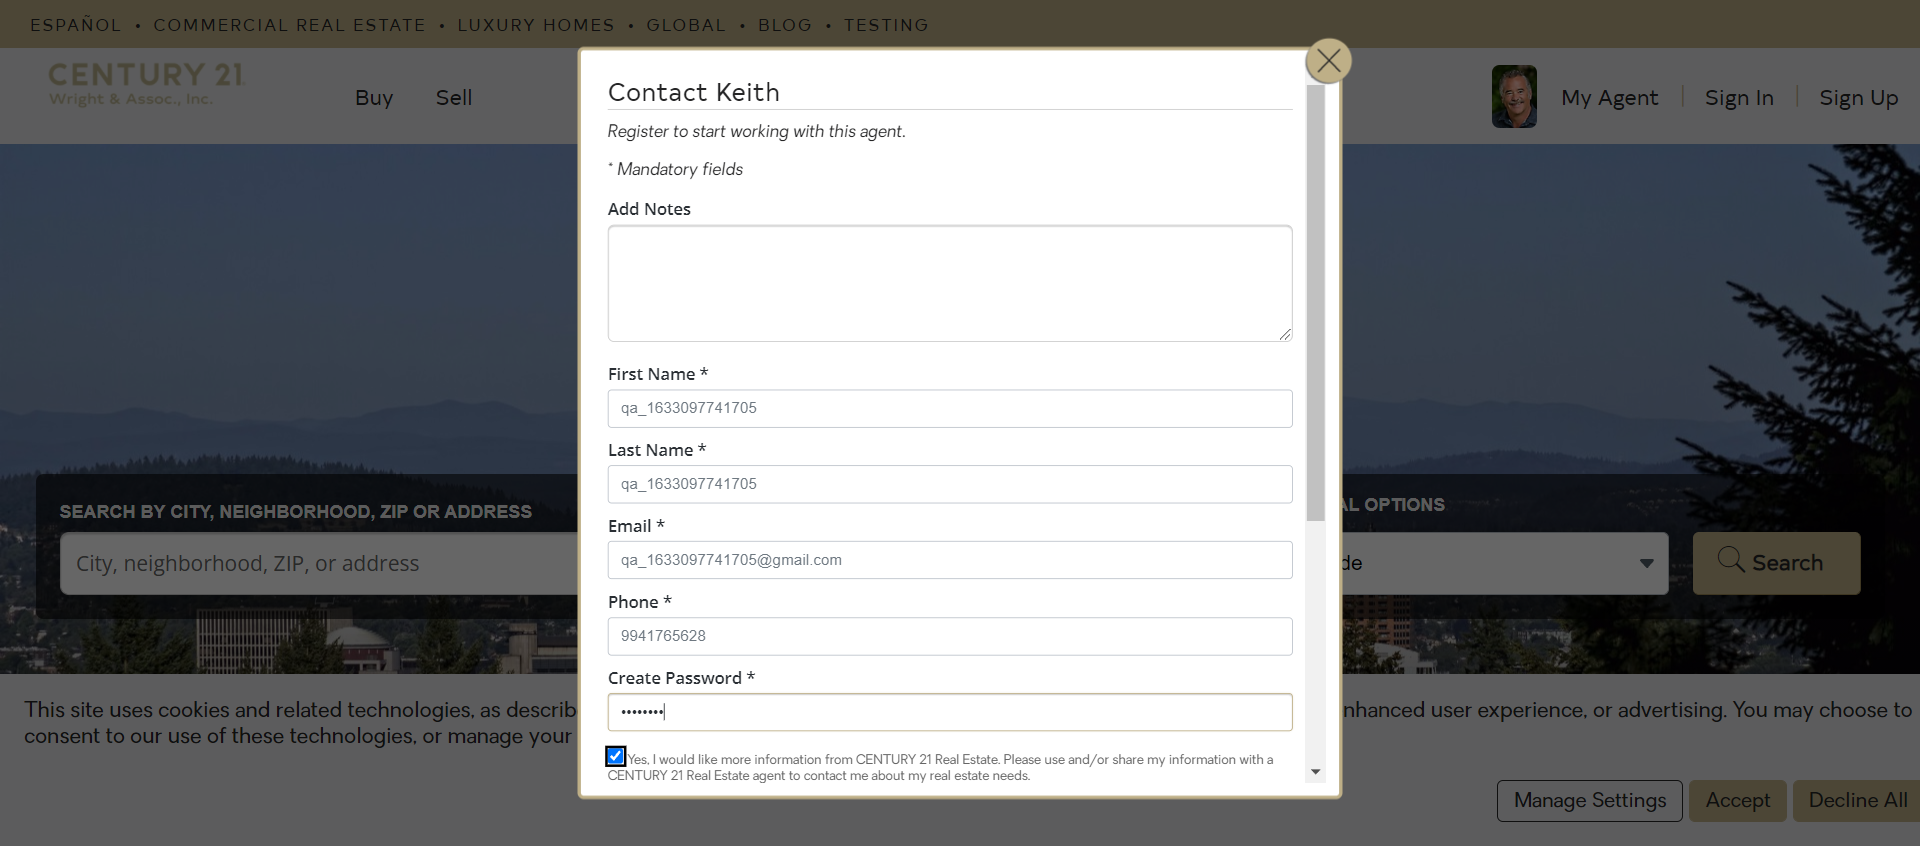 ESPAÑOL • COMMERCIAL REAL ESTATE • LUXURY HOMES • GLOBAL • BLOG • TESTING
CENTURY 21
Wright & Assoc., Inc.
Buy
Sell
My Agent
Sign In
Sign Up
Contact Keith
Register to start working with this agent.
* Mandatory fields
Add Notes
First Name *
qa_1633097741705
Last Name *
qa_1633097741705
Email *
qa_1633097741705@gmail.com
Phone *
9941765628
Create Password *
••••••••
Yes, I would like more information from CENTURY 21 Real Estate. Please use and/or share my information with a
CENTURY 21 Real Estate agent to contact me about my real estate needs.
SEARCH BY CITY, NEIGHBORHOOD, ZIP OR ADDRESS
City, neighborhood, ZIP, or address
AL OPTIONS
de
Search
This site uses cookies and related technologies, as describ
nhanced user experience, or advertising. You may choose to
consent to our use of these technologies, or manage your
Manage Settings
Accept
Decline All